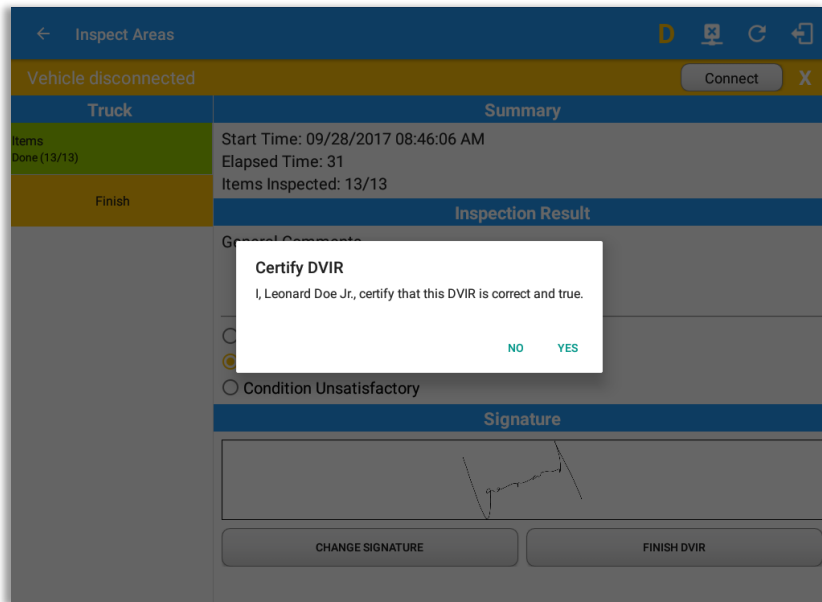 Inspect Areas
D
Vehicle disconnected
Connect
X
Truck
Items
Done (13/13)
Finish
Summary
Start Time: 09/28/2017 08:46:06 AM
Elapsed Time: 31
Items Inspected: 13/13
Inspection Result
General Comments
Certify DVIR
I, Leonard Doe Jr., certify that this DVIR is correct and true.
NO
YES
Condition Unsatisfactory
Signature
CHANGE SIGNATURE
FINISH DVIR